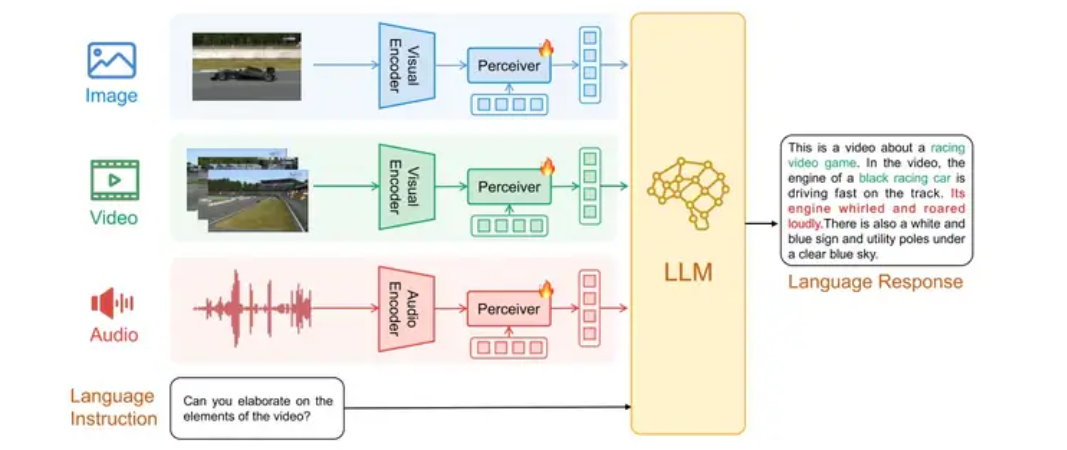 Image
Visual
Encoder
Perceiver
Video
Visual
Encoder
Perceiver
Audio
Audio
Encoder
Perceiver
Language
Instruction
Can you elaborate on the
elements of the video?
LLM
This is a video about a racing
video game. In the video, the
engine of a black racing car is
driving fast on the track. Its
engine whirled and roared
loudly.There is also a white and
blue sign and utility poles under
a clear blue sky.
Language Response